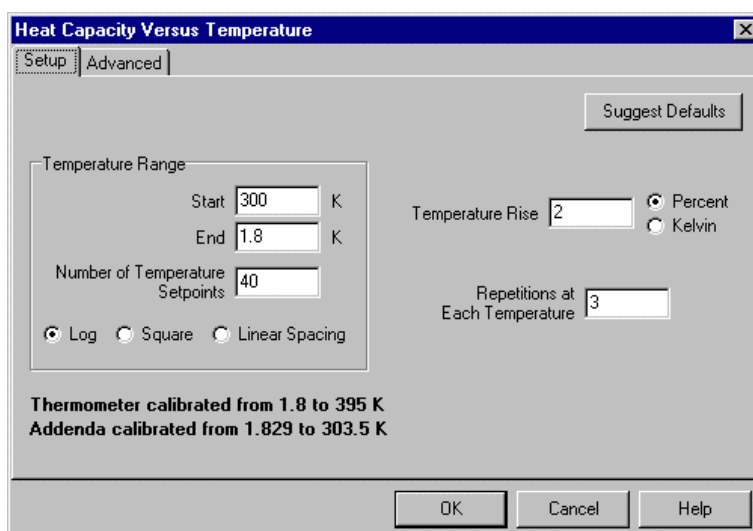 Heat Capacity Versus Temperature
Setup Advanced
Suggest Defaults
Temperature Range
Start 300 K
End 1.8 K
Number of Temperature
Setpoints 40
Log Square Linear Spacing
Temperature Rise 2 Percent
Kelvin
Repetitions at
Each Temperature 3
Thermometer calibrated from 1.8 to 395 K
Addenda calibrated from 1.829 to 303.5 K
OK Cancel Help